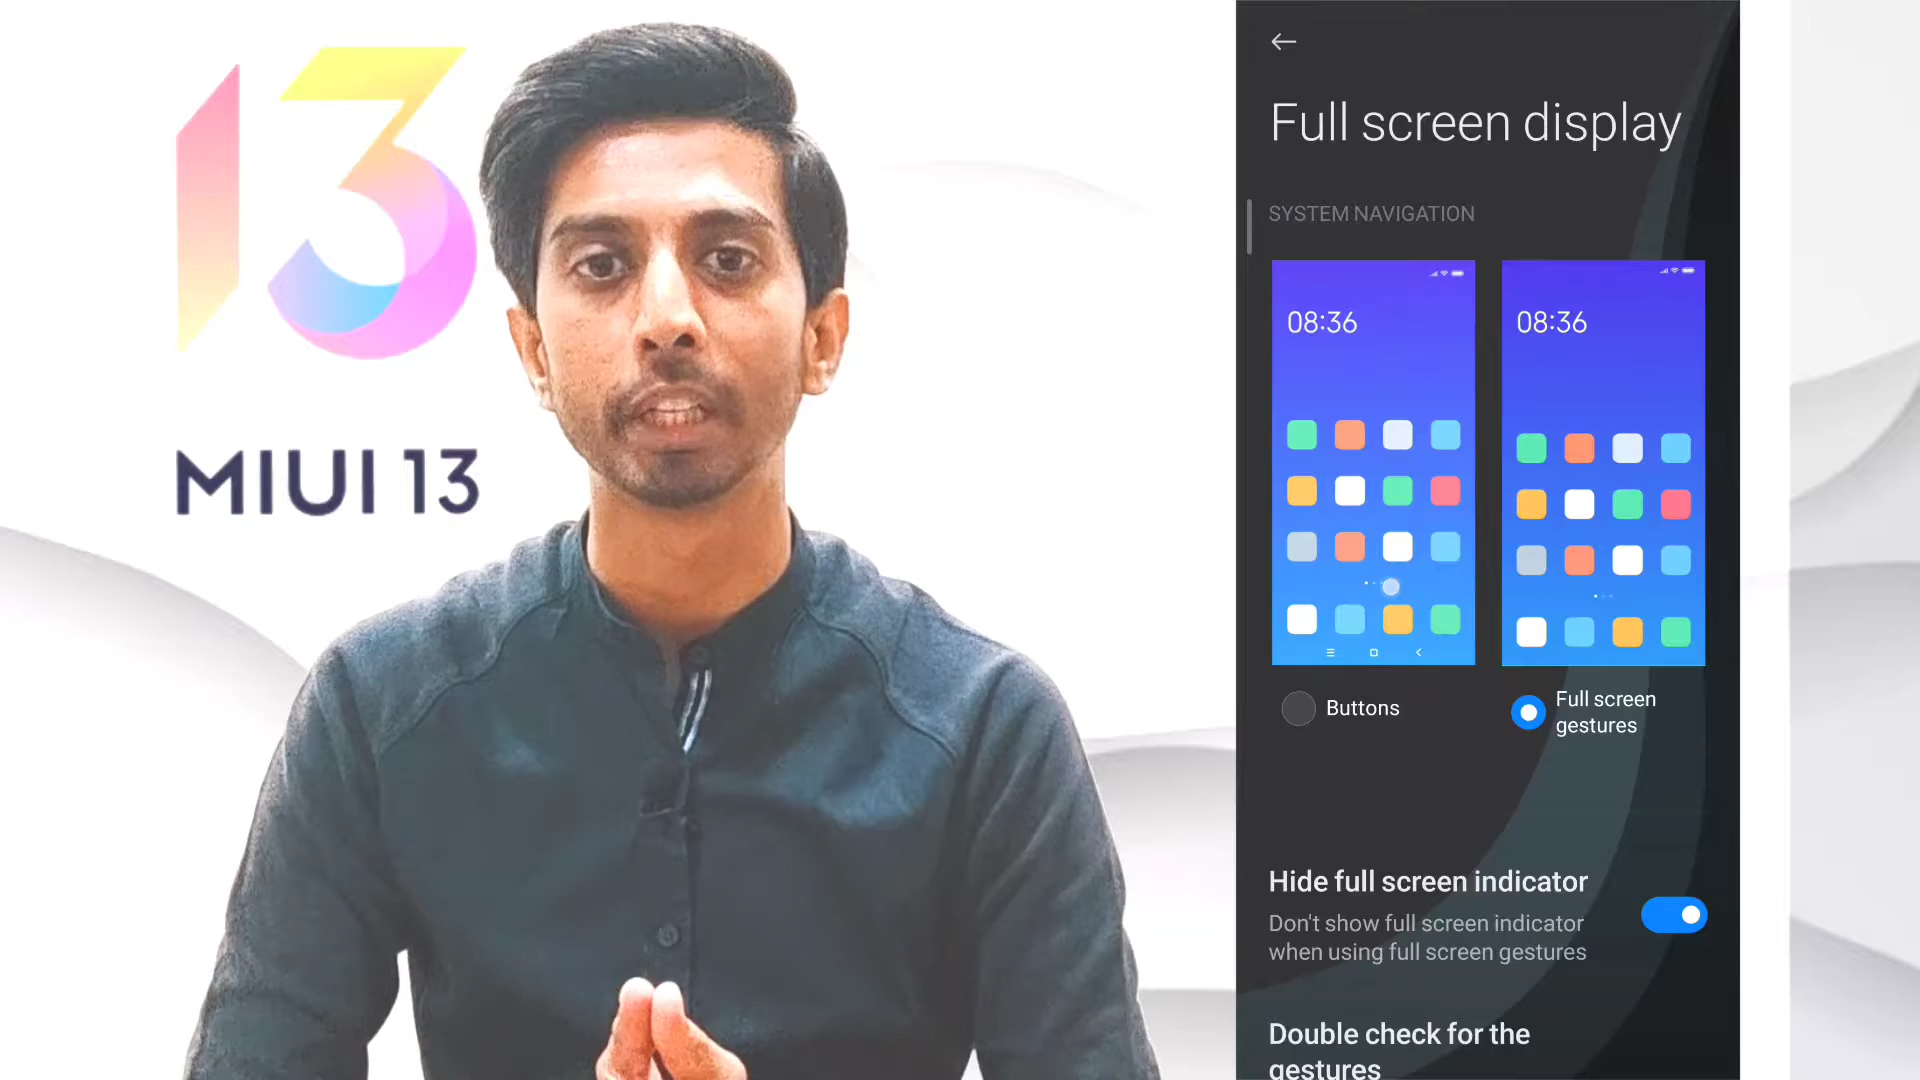 13
MIUI 13
Full screen display
SYSTEM NAVIGATION
08:36
08:36
Buttons
Full screen
gestures
Hide full screen indicator
Don't show full screen indicator
when using full screen gestures
Double check for the
gestures